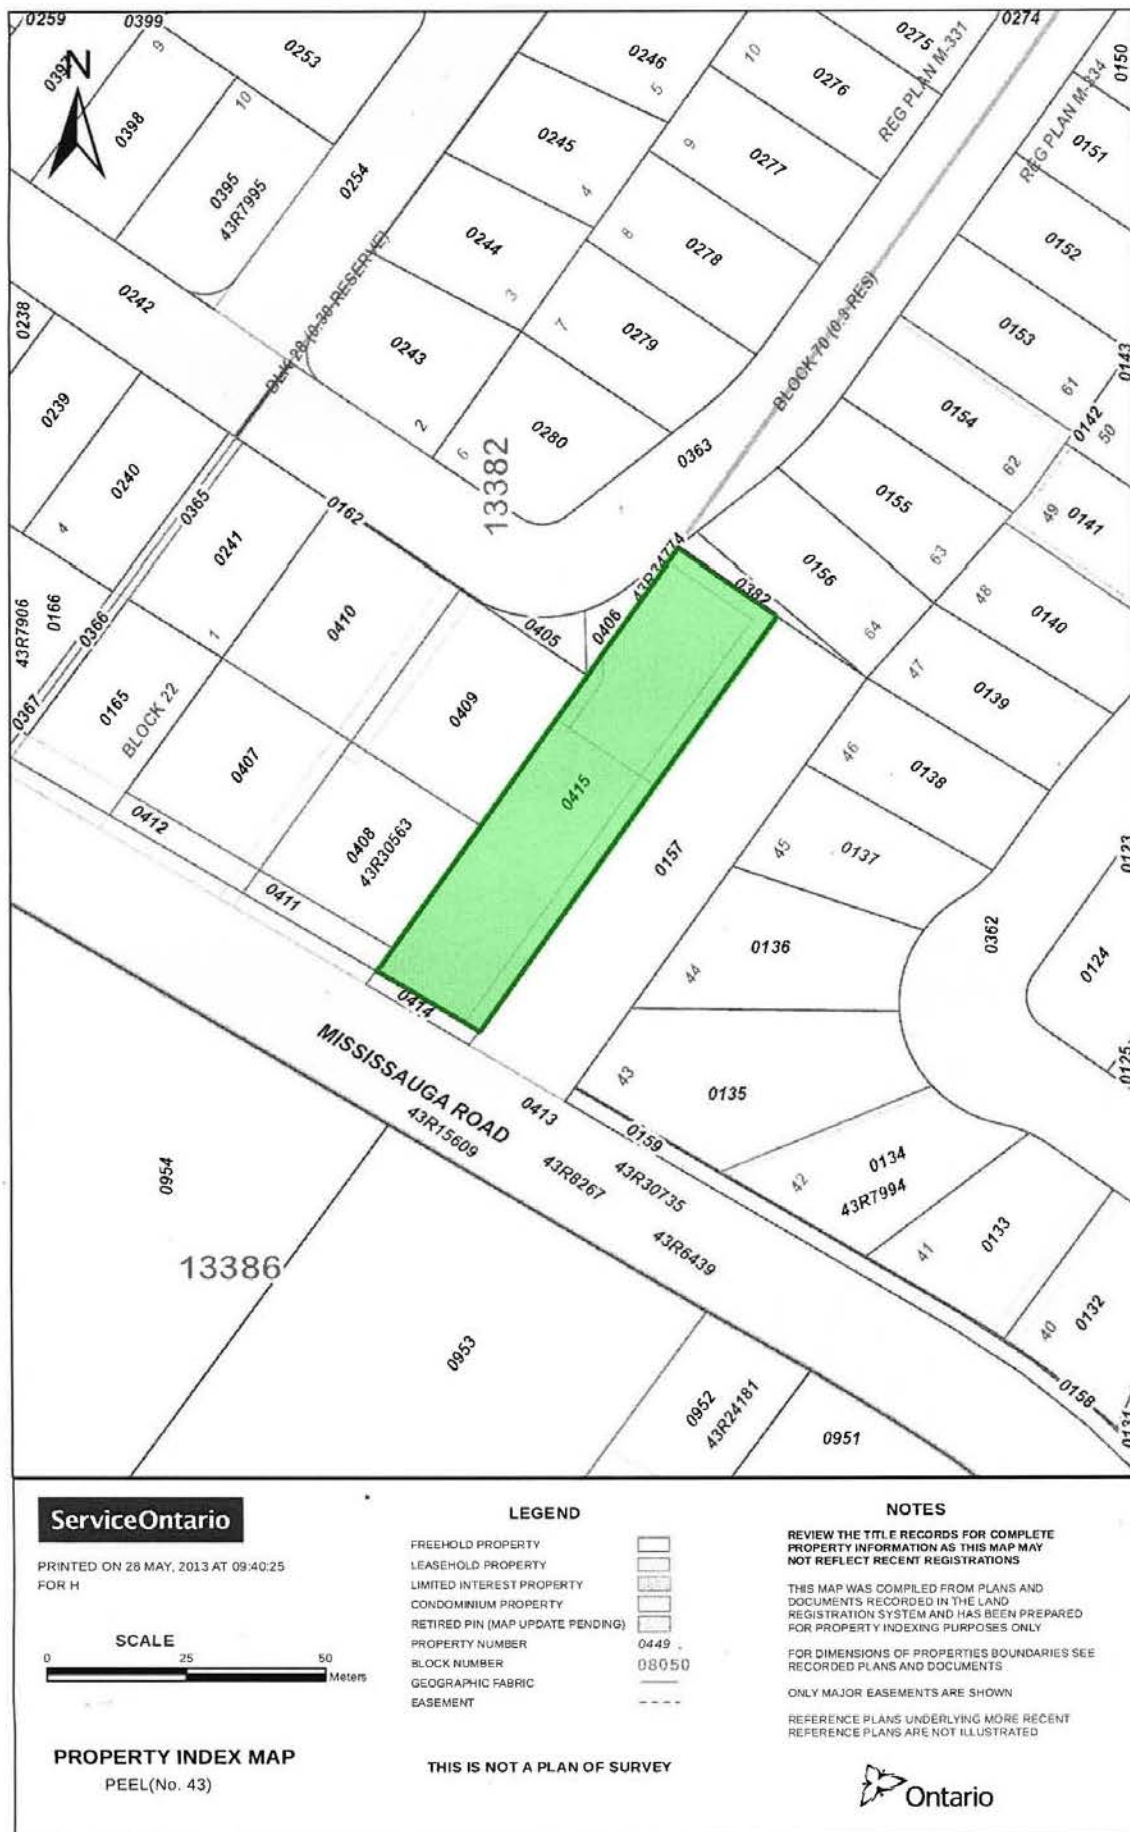 0259
0399
0274
0397
N
9
0253
0246
10
0275
REG PLAN M-331
0150
0398
10
5
0276
REG PLAN M-334
0245
9
0277
0151
0395
43R7995
0254
4
0244
8
0278
0152
0242
BLK 28 (0.30 RESERVE)
3
7
0279
BLOCK 70 (0.3 RES)
0238
0243
0153
0143
0239
2
6
0280
0363
61
0154
0142
50
0240
0365
0162
13382
62
0155
49
0141
4
0241
43R34774
63
0156
0382
48
0140
43R7906
0166
0366
1
0410
0405
0406
64
47
0139
0367
0165
BLOCK 22
0409
46
0138
0407
0415
0412
0408
43R30563
0157
45
0137
0123
0411
0136
0362
0124
44
0414
MISSISSAUGA ROAD
43R15609
0413
43
0135
0125
0159
0954
43R8267
43R30735
42
0134
43R7994
13386
43R6439
41
0133
0953
40
0132
0952
43R24181
0951
0158
0131
ServiceOntario
PRINTED ON 28 MAY, 2013 AT 09:40:25
FOR H
SCALE
0 25 50
Meters
PROPERTY INDEX MAP
PEEL(No. 43)
LEGEND
FREEHOLD PROPERTY
LEASEHOLD PROPERTY
LIMITED INTEREST PROPERTY
CONDOMINIUM PROPERTY
RETIRED PIN (MAP UPDATE PENDING)
PROPERTY NUMBER 0449
BLOCK NUMBER 08050
GEOGRAPHIC FABRIC
EASEMENT
THIS IS NOT A PLAN OF SURVEY
NOTES
REVIEW THE TITLE RECORDS FOR COMPLETE
PROPERTY INFORMATION AS THIS MAP MAY
NOT REFLECT RECENT REGISTRATIONS
THIS MAP WAS COMPILED FROM PLANS AND
DOCUMENTS RECORDED IN THE LAND
REGISTRATION SYSTEM AND HAS BEEN PREPARED
FOR PROPERTY INDEXING PURPOSES ONLY
FOR DIMENSIONS OF PROPERTIES BOUNDARIES SEE
RECORDED PLANS AND DOCUMENTS
ONLY MAJOR EASEMENTS ARE SHOWN
REFERENCE PLANS UNDERLYING MORE RECENT
REFERENCE PLANS ARE NOT ILLUSTRATED
Ontario